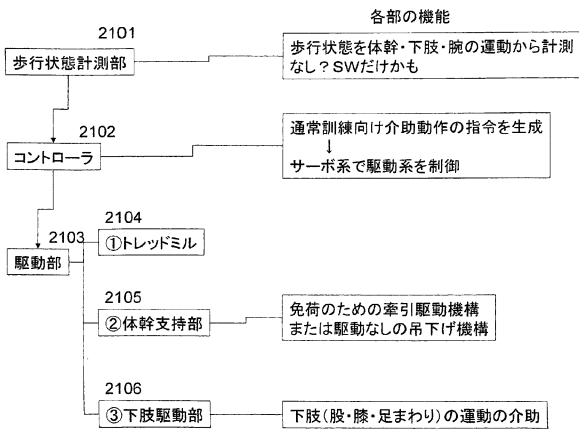 各部の機能
2101
歩行状態計測部
歩行状態を体幹・下肢・腕の運動から計測
なし？SWだけかも
2102
コントローラ
通常訓練向け介助動作の指令を生成
↓
サーボ系で駆動系を制御
2103
駆動部
2104
①トレッドミル
2105
②体幹支持部
免荷のための牽引駆動機構
または駆動なしの吊下げ機構
2106
③下肢駆動部
下肢(股・膝・足まわり)の運動の介助